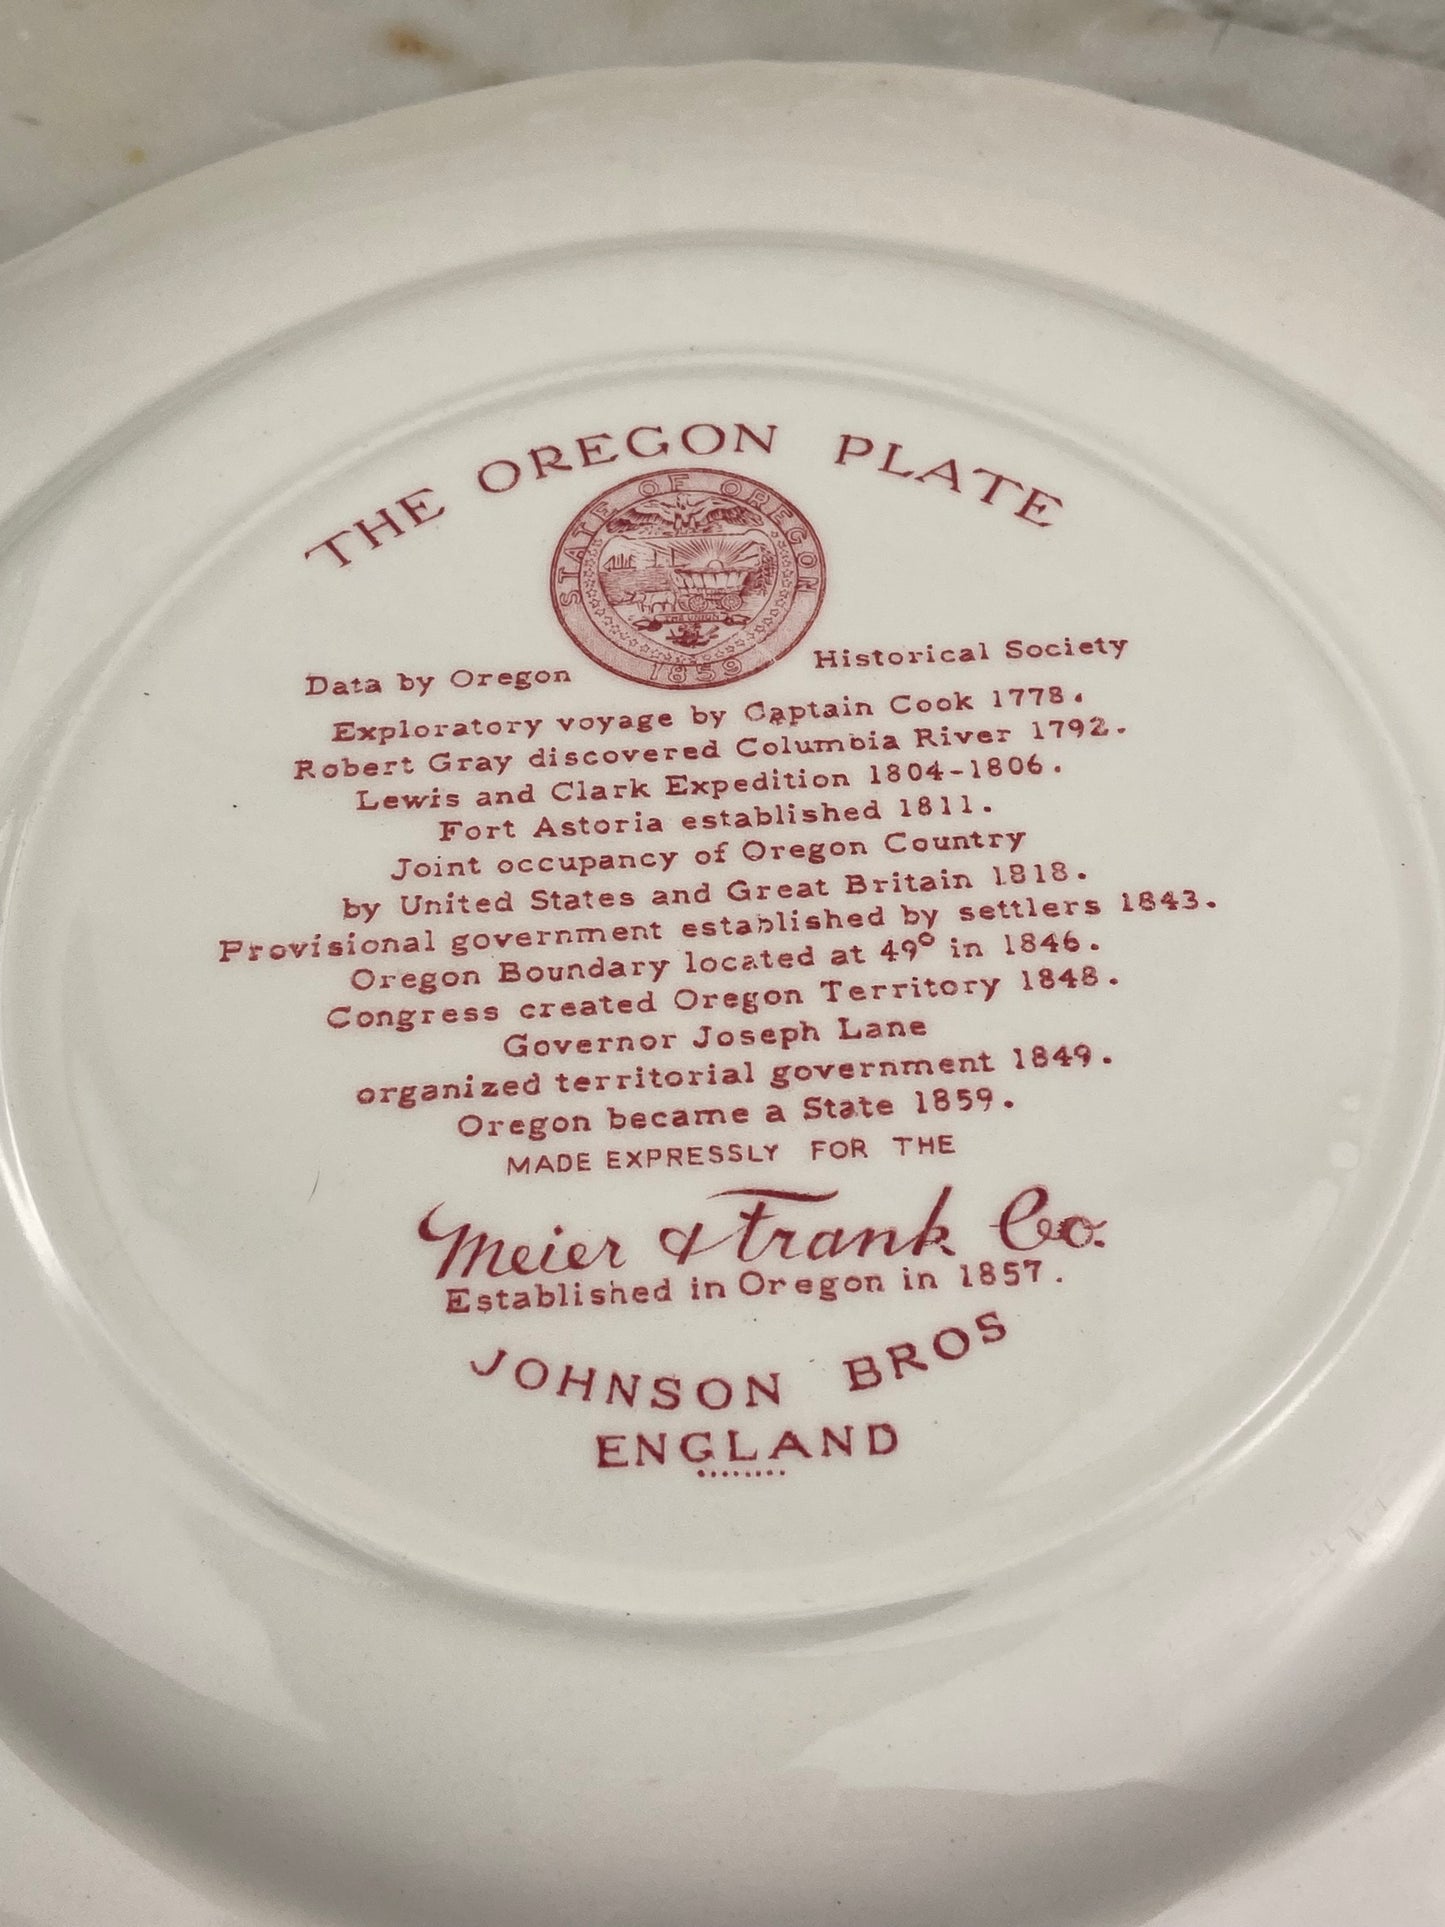 THE OREGON PLATE
STATE OF OREGON
THE UNION
1859
Data by Oregon Historical Society
Exploratory voyage by Captain Cook 1778.
Robert Gray discovered Columbia River 1792.
Lewis and Clark Expedition 1804-1806.
Fort Astoria established 1811.
Joint occupancy of Oregon Country
by United States and Great Britain 1818.
Provisional government established by settlers 1843.
Oregon Boundary located at 49° in 1846.
Congress created Oregon Territory 1848.
Governor Joseph Lane
organized territorial government 1849.
Oregon became a State 1859.
MADE EXPRESSLY FOR THE
Meier & Frank Co.
Established in Oregon in 1857.
JOHNSON BROS
ENGLAND